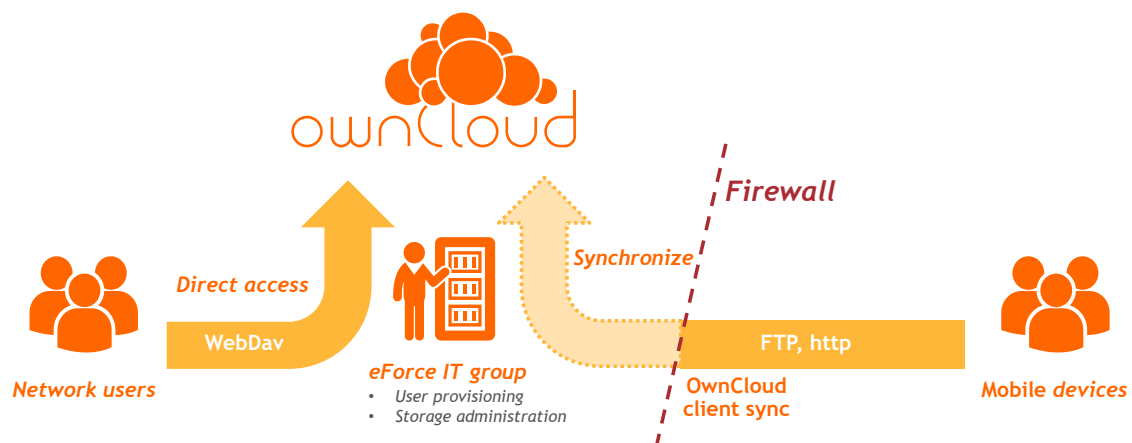 ownCloud
Firewall
Direct access
Synchronize
WebDav
FTP, http
Network users
eForce IT group
• User provisioning
• Storage administration
OwnCloud
client sync
Mobile devices